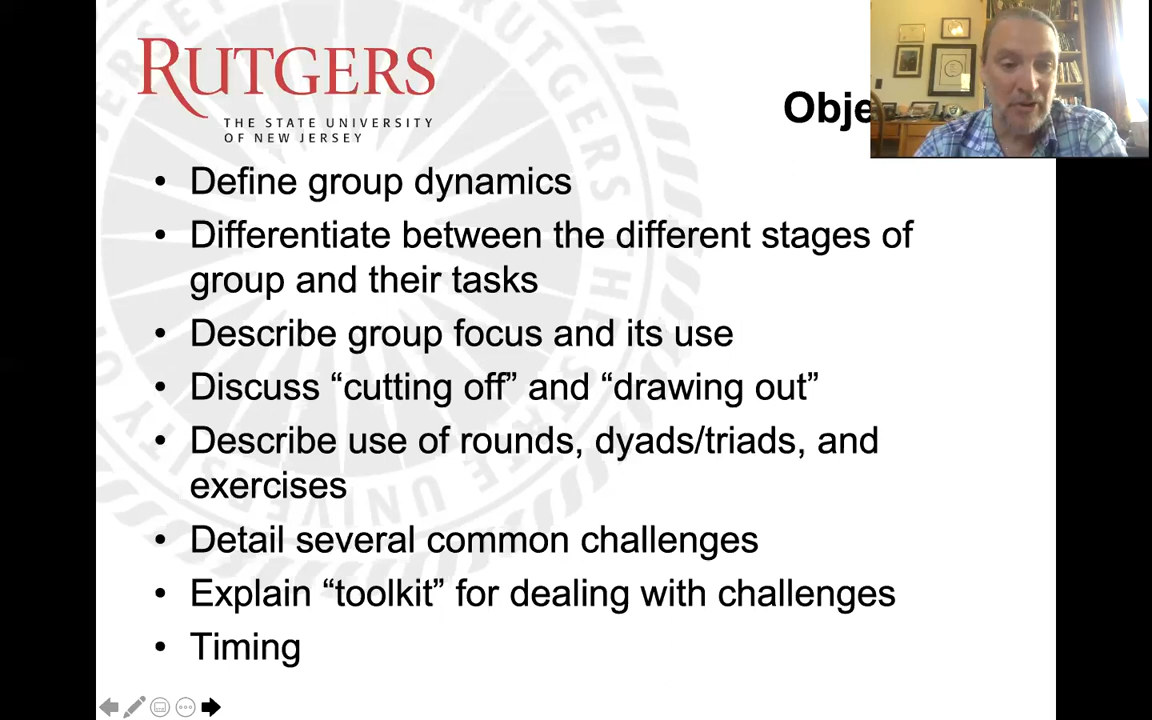 RUTGERS
THE STATE UNIVERSITY
OF NEW JERSEY
Obje
• Define group dynamics
• Differentiate between the different stages of
group and their tasks
• Describe group focus and its use
• Discuss “cutting off” and “drawing out”
• Describe use of rounds, dyads/triads, and
exercises
• Detail several common challenges
• Explain “toolkit” for dealing with challenges
• Timing